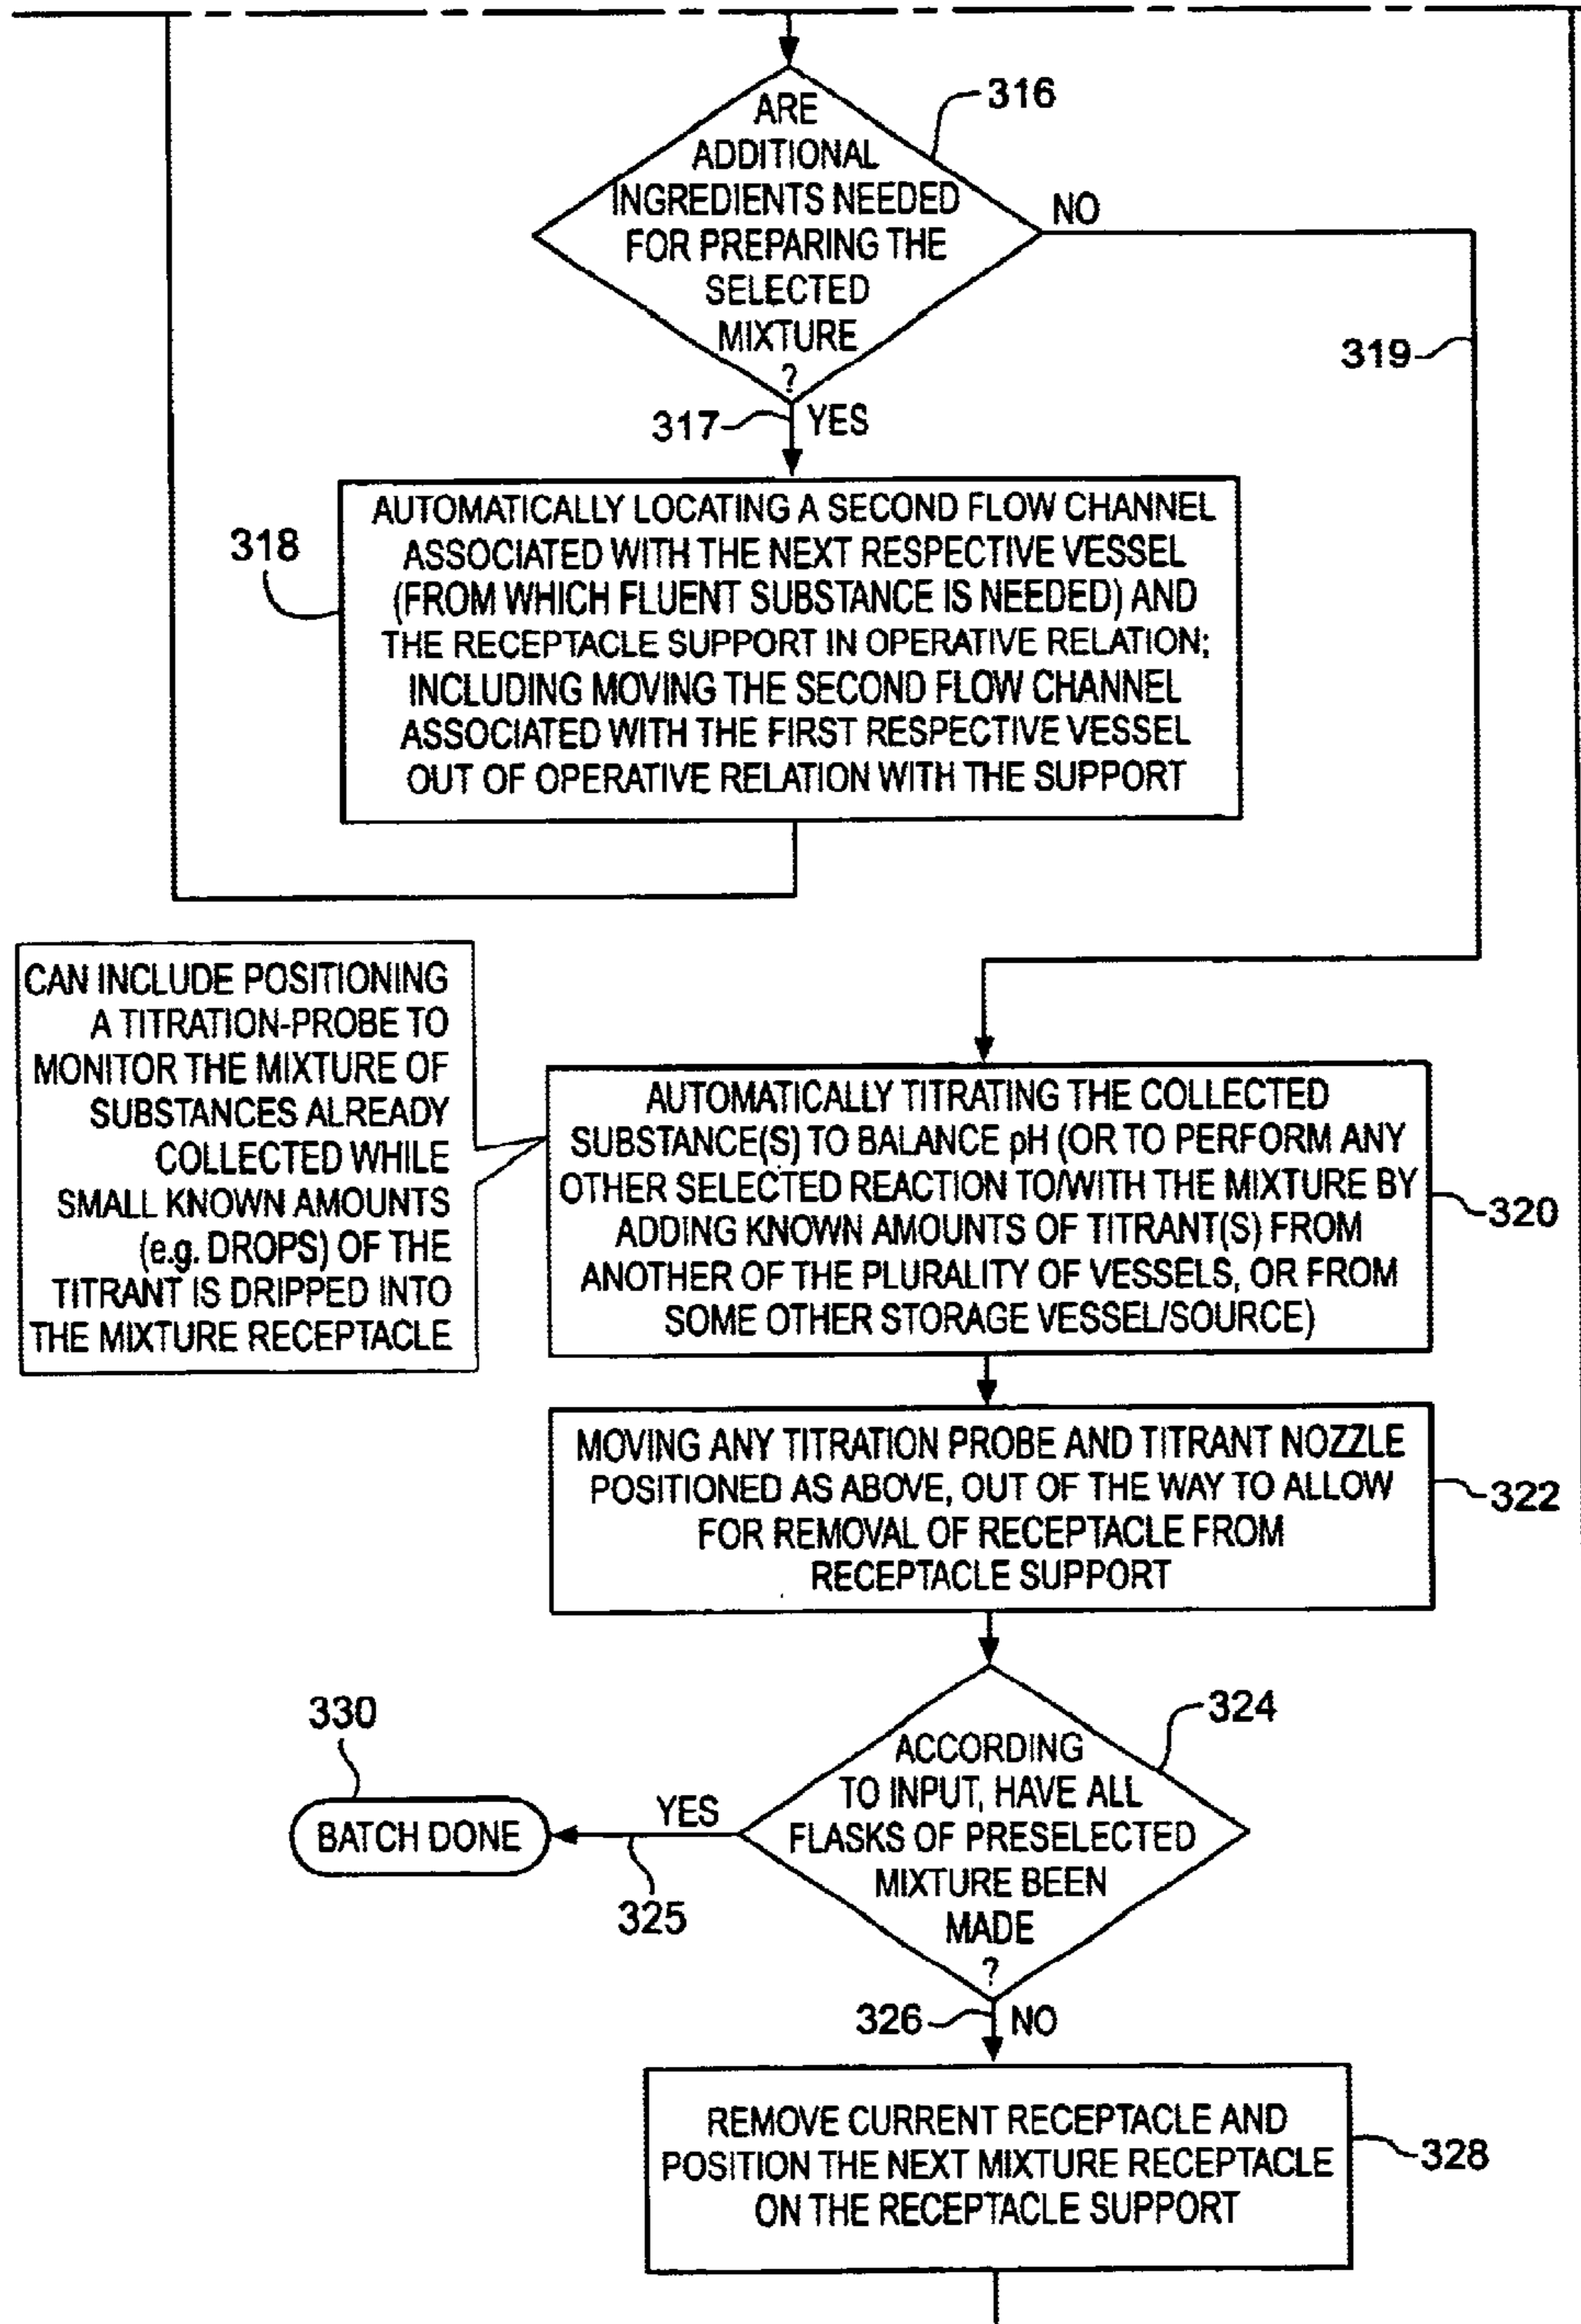 ARE
ADDITIONAL
INGREDIENTS NEEDED
FOR PREPARING THE
SELECTED
MIXTURE
?
316
NO
319
317
YES
318
AUTOMATICALLY LOCATING A SECOND FLOW CHANNEL
ASSOCIATED WITH THE NEXT RESPECTIVE VESSEL
(FROM WHICH FLUENT SUBSTANCE IS NEEDED) AND
THE RECEPTACLE SUPPORT IN OPERATIVE RELATION;
INCLUDING MOVING THE SECOND FLOW CHANNEL
ASSOCIATED WITH THE FIRST RESPECTIVE VESSEL
OUT OF OPERATIVE RELATION WITH THE SUPPORT
CAN INCLUDE POSITIONING
A TITRATION-PROBE TO
MONITOR THE MIXTURE OF
SUBSTANCES ALREADY
COLLECTED WHILE
SMALL KNOWN AMOUNTS
(e.g. DROPS) OF THE
TITRANT IS DRIPPED INTO
THE MIXTURE RECEPTACLE
AUTOMATICALLY TITRATING THE COLLECTED
SUBSTANCE(S) TO BALANCE pH (OR TO PERFORM ANY
OTHER SELECTED REACTION TO/WITH THE MIXTURE BY
ADDING KNOWN AMOUNTS OF TITRANT(S) FROM
ANOTHER OF THE PLURALITY OF VESSELS, OR FROM
SOME OTHER STORAGE VESSEL/SOURCE)
320
MOVING ANY TITRATION PROBE AND TITRANT NOZZLE
POSITIONED AS ABOVE, OUT OF THE WAY TO ALLOW
FOR REMOVAL OF RECEPTACLE FROM
RECEPTACLE SUPPORT
322
324
ACCORDING
TO INPUT, HAVE ALL
FLASKS OF PRESELECTED
MIXTURE BEEN
MADE
?
330
BATCH DONE
YES
325
326
NO
REMOVE CURRENT RECEPTACLE AND
POSITION THE NEXT MIXTURE RECEPTACLE
ON THE RECEPTACLE SUPPORT
328